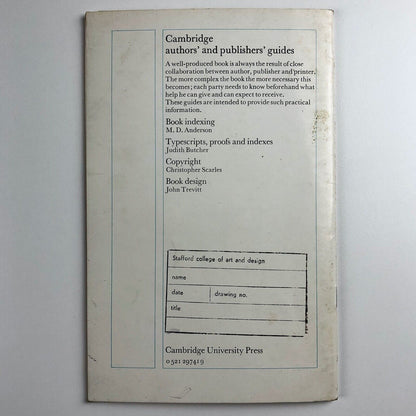 Cambridge
authors' and publishers' guides
A well-produced book is always the result of close
collaboration between author, publisher and printer.
The more complex the book the more necessary this
becomes; each party needs to know beforehand what
help he can give and can expect to receive.
These guides are intended to provide such practical
information.
Book indexing
M. D. Anderson
Typescripts, proofs and indexes
Judith Butcher
Copyright
Christopher Scarles
Book design
John Trevitt
Stafford college of art and design
name
date drawing no.
title
Cambridge University Press
0 521 29741 9